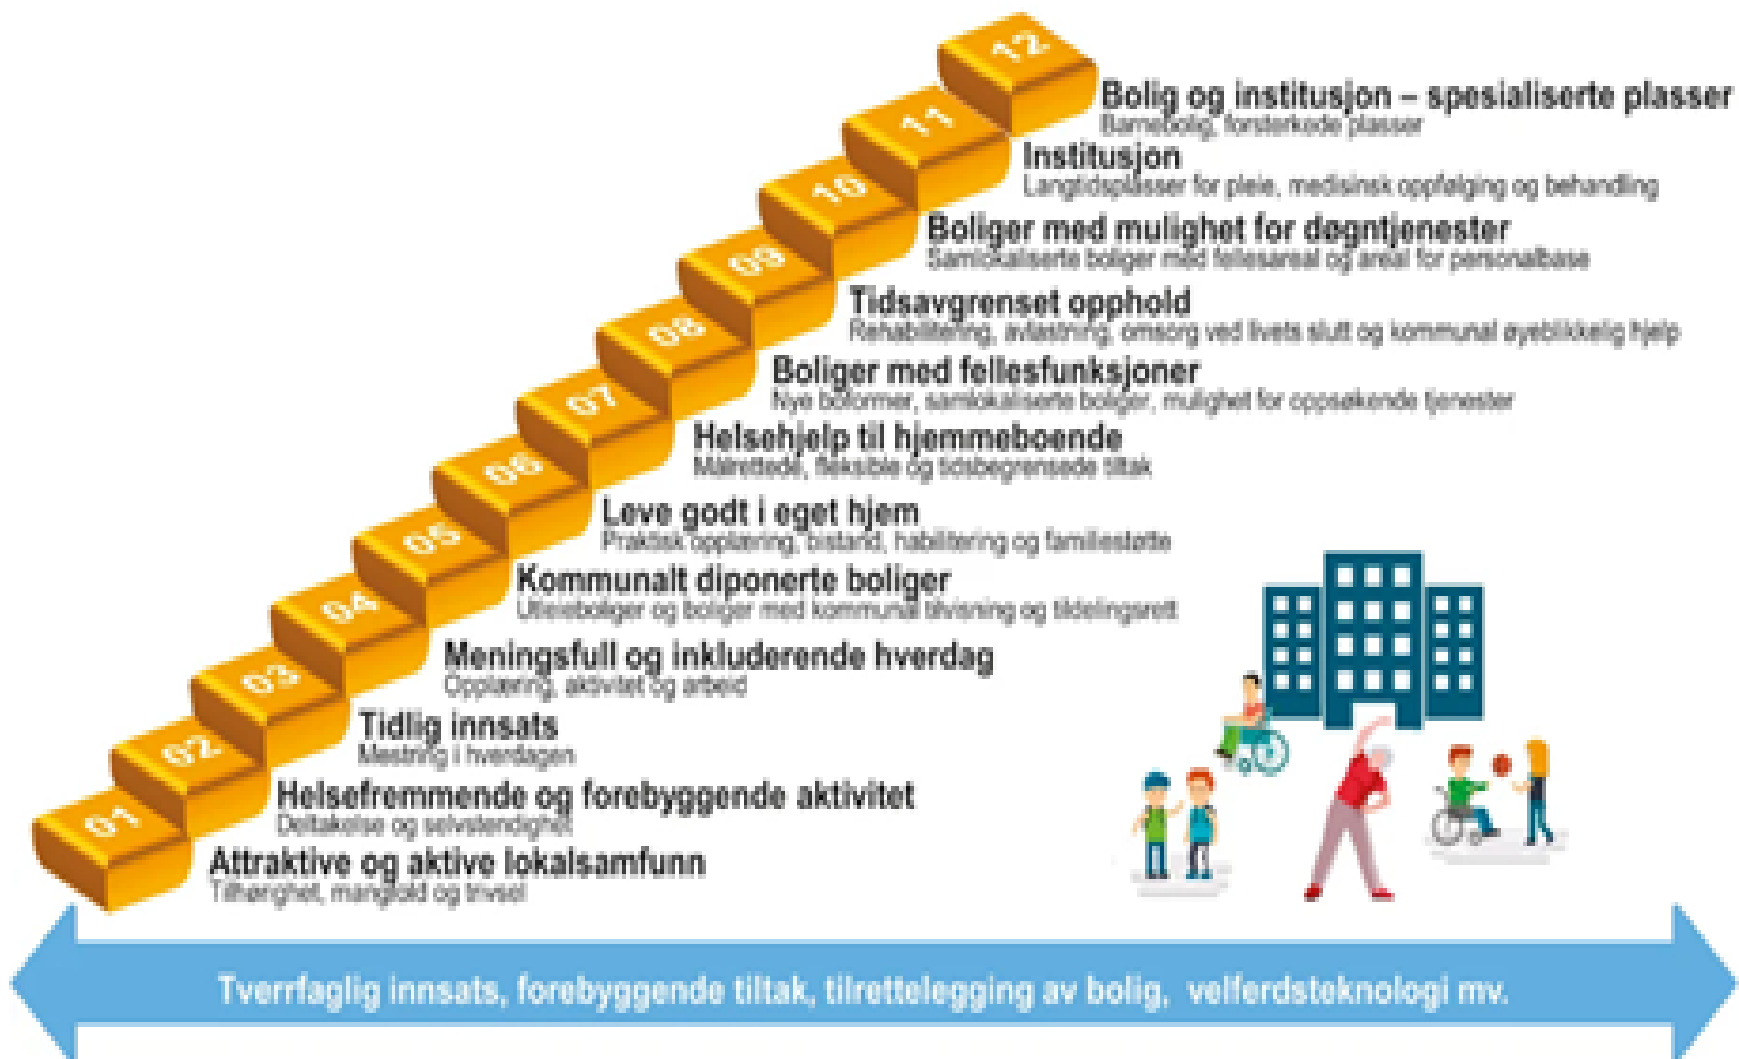 12
Bolig og institusjon – spesialiserte plasser
Barnebolig, forsterkede plasser
11
Institusjon
Langtidsplasser for pleie, medisinsk oppfølging og behandling
10
Boliger med mulighet for døgntjenester
Samlokaliserte boliger med fellesareal og areal for personalbase
09
Tidsavgrenset opphold
Rehabilitering, avlastning, omsorg ved livets slutt og kommunal øyeblikkelig hjelp
08
Boliger med fellesfunksjoner
Nye boformer, samlokaliserte boliger, mulighet for oppsøkende tjenester
07
Helsehjelp til hjemmeboende
Målrettede, fleksible og tidsbegrensede tiltak
06
Leve godt i eget hjem
Praktisk opplæring, bistand, habilitering og familiestøtte
05
Kommunalt diponerte boliger
Utleieboliger og boliger med kommunal tilvisning og tildelingsrett
04
Meningsfull og inkluderende hverdag
Opplæring, aktivitet og arbeid
03
Tidlig innsats
Mestring i hverdagen
02
Helsefremmende og forebyggende aktivitet
Deltakelse og selvstendighet
01
Attraktive og aktive lokalsamfunn
Tilhørighet, mangfold og trivsel
Tverrfaglig innsats, forebyggende tiltak, tilrettelegging av bolig, velferdsteknologi mv.